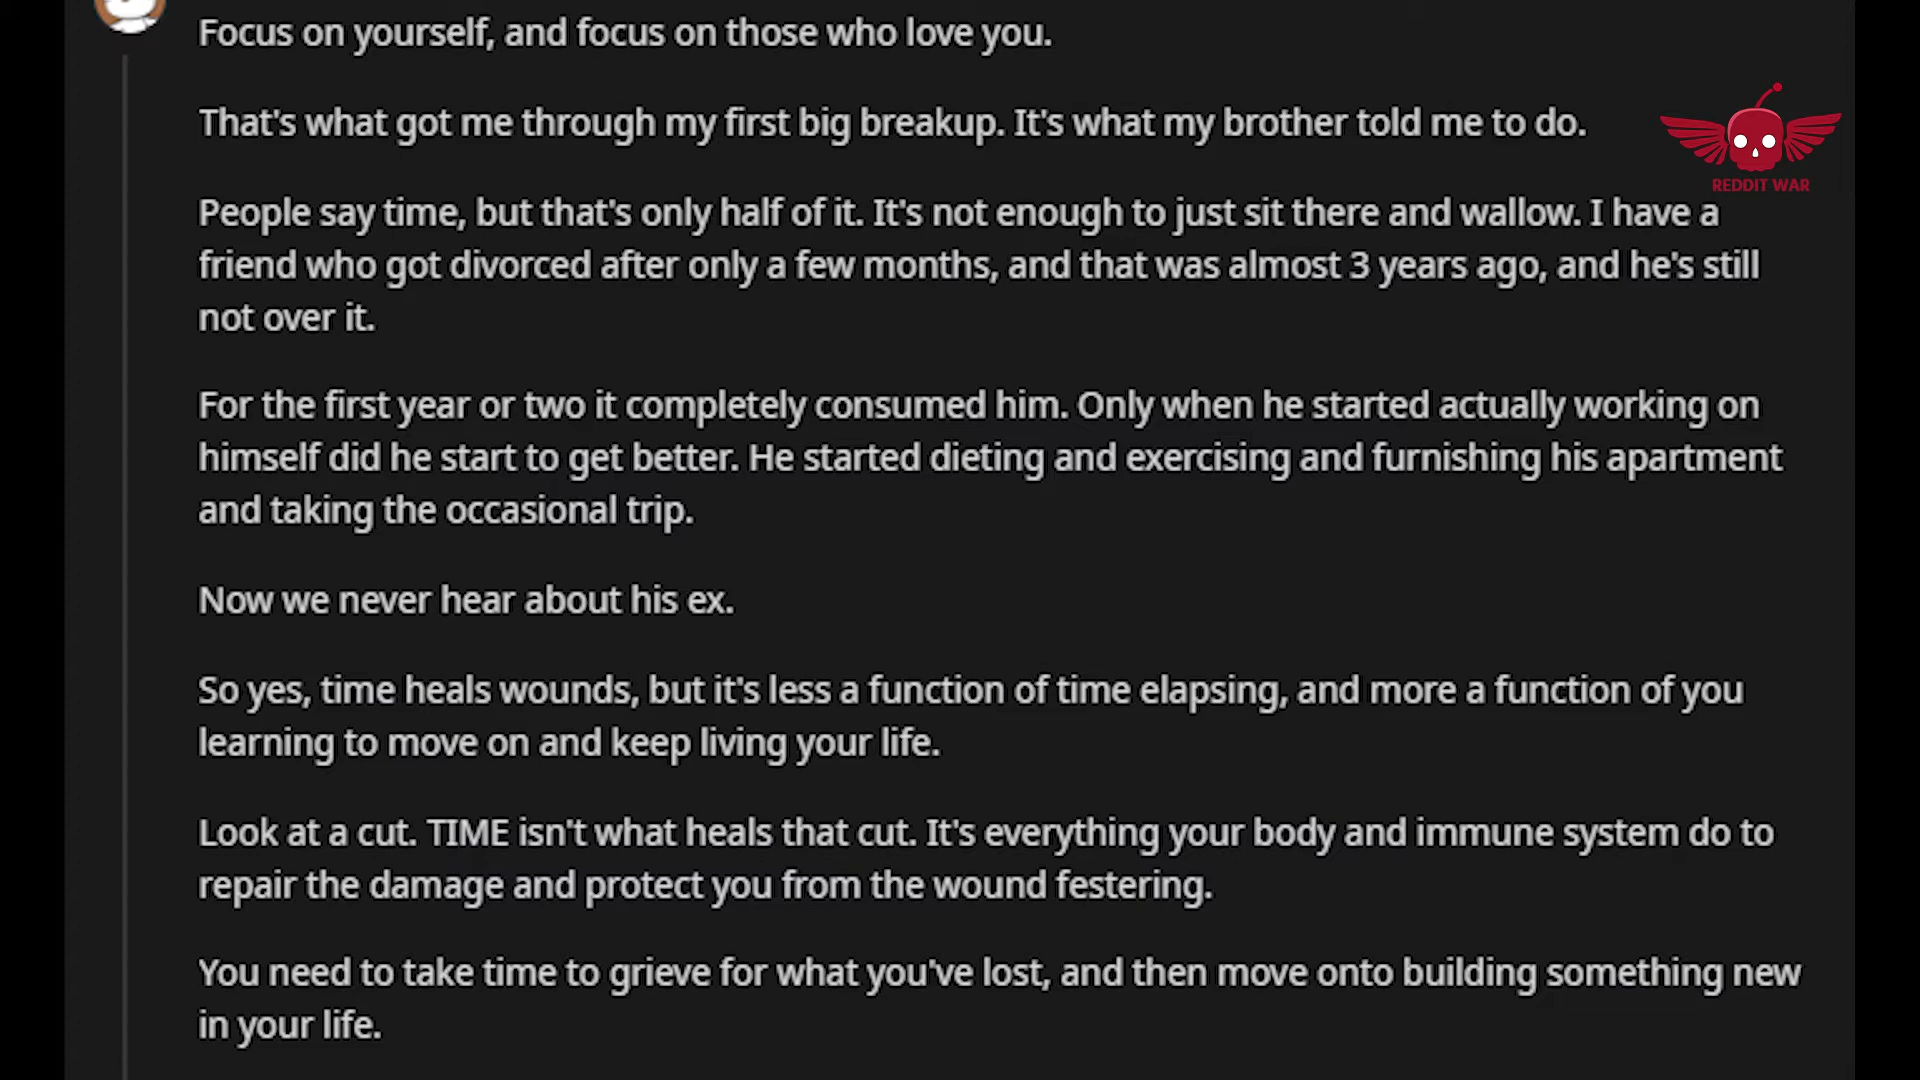 Focus on yourself, and focus on those who love you.
That's what got me through my first big breakup. It's what my brother told me to do.
REDDIT WAR
People say time, but that's only half of it. It's not enough to just sit there and wallow. I have a
friend who got divorced after only a few months, and that was almost 3 years ago, and he's still
not over it.
For the first year or two it completely consumed him. Only when he started actually working on
himself did he start to get better. He started dieting and exercising and furnishing his apartment
and taking the occasional trip.
Now we never hear about his ex.
So yes, time heals wounds, but it's less a function of time elapsing, and more a function of you
learning to move on and keep living your life.
Look at a cut. TIME isn't what heals that cut. It's everything your body and immune system do to
repair the damage and protect you from the wound festering.
You need to take time to grieve for what you've lost, and then move onto building something new
in your life.